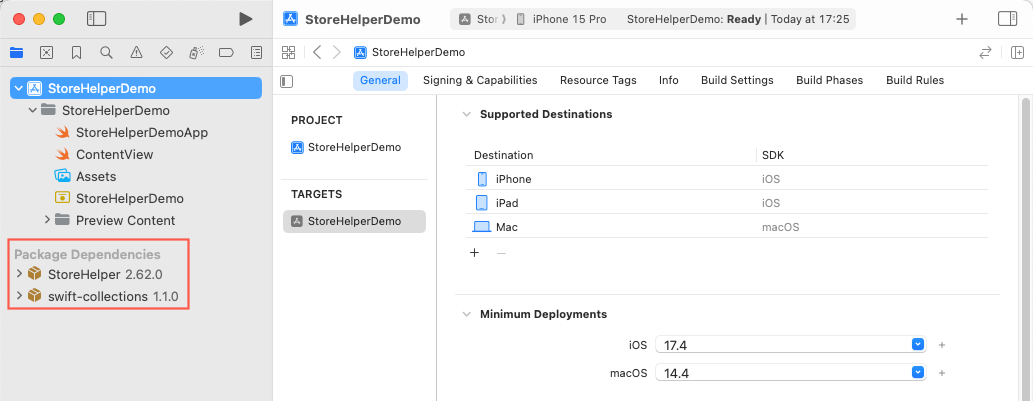 StoreHelperDemo
Stor
iPhone 15 Pro
StoreHelperDemo: Ready | Today at 17:25
StoreHelperDemo
General
Signing & Capabilities
Resource Tags
Info
Build Settings
Build Phases
Build Rules
StoreHelperDemo
StoreHelperDemo
StoreHelperDemoApp
ContentView
Assets
StoreHelperDemo
Preview Content
Package Dependencies
StoreHelper 2.62.0
swift-collections 1.1.0
PROJECT
StoreHelperDemo
TARGETS
StoreHelperDemo
Supported Destinations
Destination SDK
iPhone iOS
iPad iOS
Mac macOS
Minimum Deployments
iOS 17.4
macOS 14.4